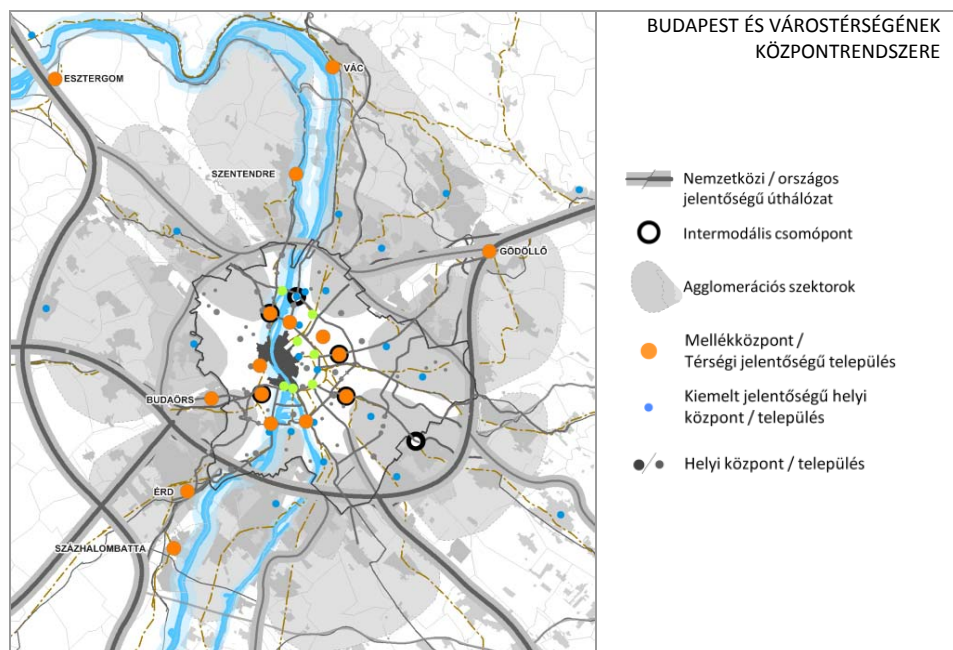 BUDAPEST ÉS VÁROSTÉRSÉGÉNEK
KÖZPONTRENDSZERE
ESZTERGOM
VÁC
SZENTENDRE
GÖDÖLLŐ
BUDAÖRS
ÉRD
SZÁZHALOMBATTA
Nemzetközi / országos
jelentőségű úthálózat
Intermodális csomópont
Agglomerációs szektorok
Mellékközpont /
Térségi jelentőségű település
Kiemelt jelentőségű helyi
központ / település
Helyi központ / település